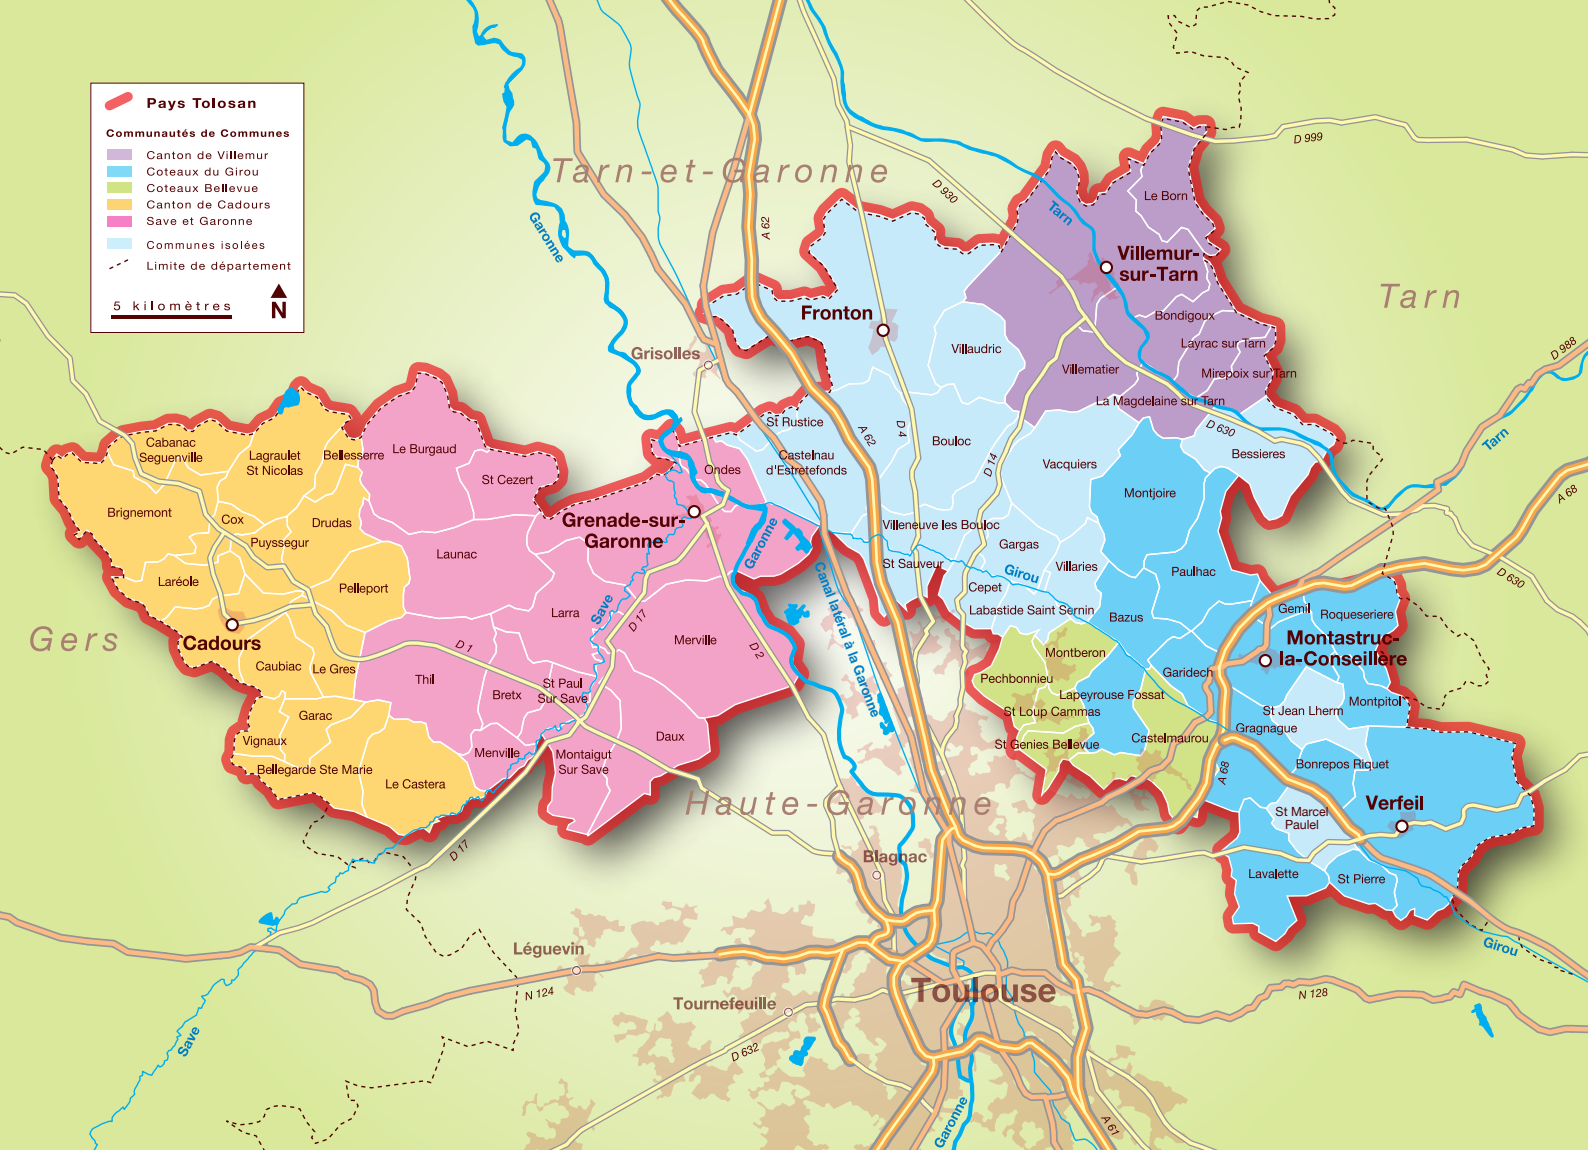 Pays Tolosan
Communautés de Communes
Canton de Villemur
Coteaux du Girou
Coteaux Bellevue
Canton de Cadours
Save et Garonne
Communes isolées
Limite de département
5 kilomètres
N
Tarn-et-Garonne
Garonne
A 62
D 930
D 999
Tarn
Le Born
Villemur-
sur-Tarn
Tarn
Fronton
Bondigoux
Villaudric
Layrac sur Tarn
Grisolles
Villematier
Mirepoix sur Tarn
D 988
La Magdelaine sur Tarn
St Rustice
A 62
D 4
D 630
Tarn
Cabanac
Seguenville
Lagraulet
St Nicolas
Bellesserre
Le Burgaud
St Cezert
Ondes
Castelnau
d'Estretefonds
Bouloc
D 14
Vacquiers
Bessieres
Montjoire
A 68
Brignemont
Cox
Drudas
Puyssegur
Grenade-sur-
Garonne
Garonne
Villeneuve les Bouloc
Gargas
Launac
St Sauveur
Girou
Villaries
Paulhac
D 630
Laréole
Pelleport
Cepet
Larra
Save
D 17
Canal latéral à la Garonne
Labastide Saint Sernin
Bazus
Gemil
Roqueseriere
Gers
Cadours
D 1
Merville
D 2
Montastruc-
la-Conseillère
Caubiac
Le Gres
Montberon
Pechbonnieu
Garidech
Thil
Bretx
St Paul
Sur Save
Lapeyrouse Fossat
Montpitol
St Loup Cammas
St Jean Lherm
Garac
Gragnague
Vignaux
Daux
St Genies Bellevue
Castelmaurou
Menville
Montaigut
Sur Save
Bellegarde Ste Marie
Le Castera
A 68
Bonrepos Riquet
Haute-Garonne
Verfeil
St Marcel
Paulel
D 17
Blagnac
Lavalette
St Pierre
Léguevin
Girou
N 124
Tournefeuille
Toulouse
N 128
Save
D 632
Garonne
A 61